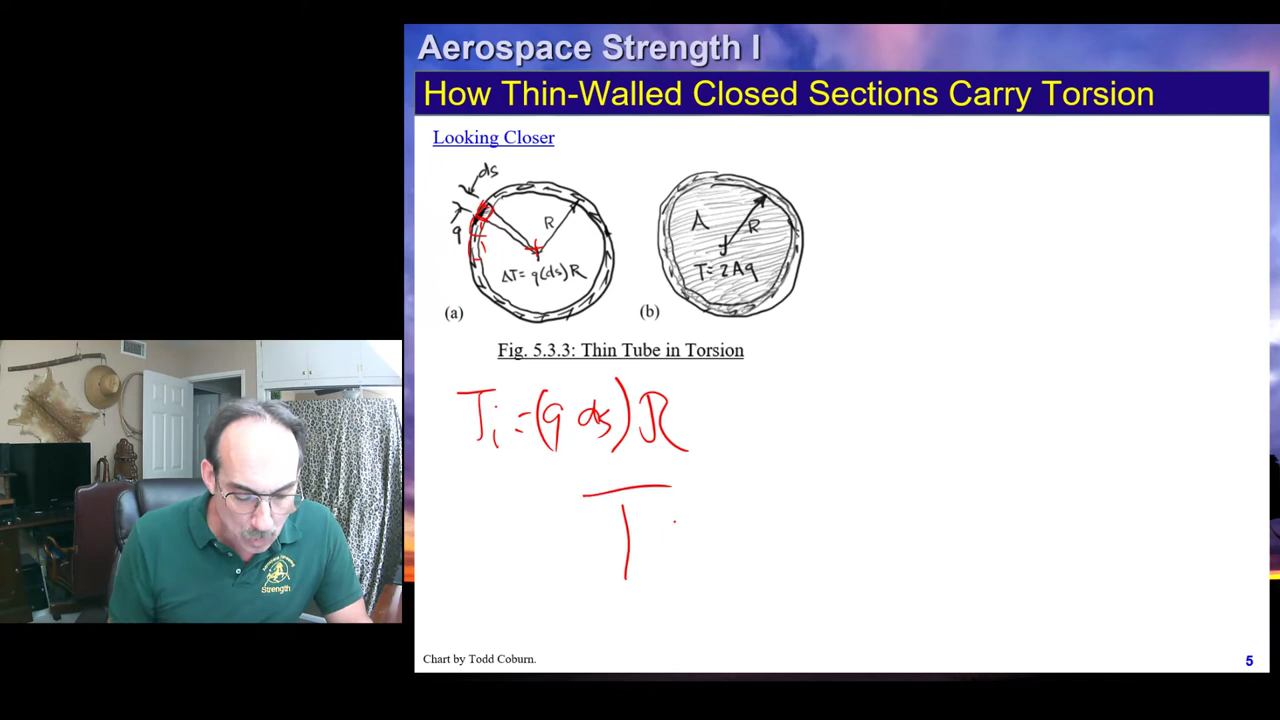 Aerospace Strength I
How Thin-Walled Closed Sections Carry Torsion
Looking Closer
ds
q
R
ΔT = q(ds)R
(a)
A
R
T = 2Aq
(b)
Fig. 5.3.3: Thin Tube in Torsion
Ti = (q ds) R
T
Strength
Chart by Todd Coburn.
5